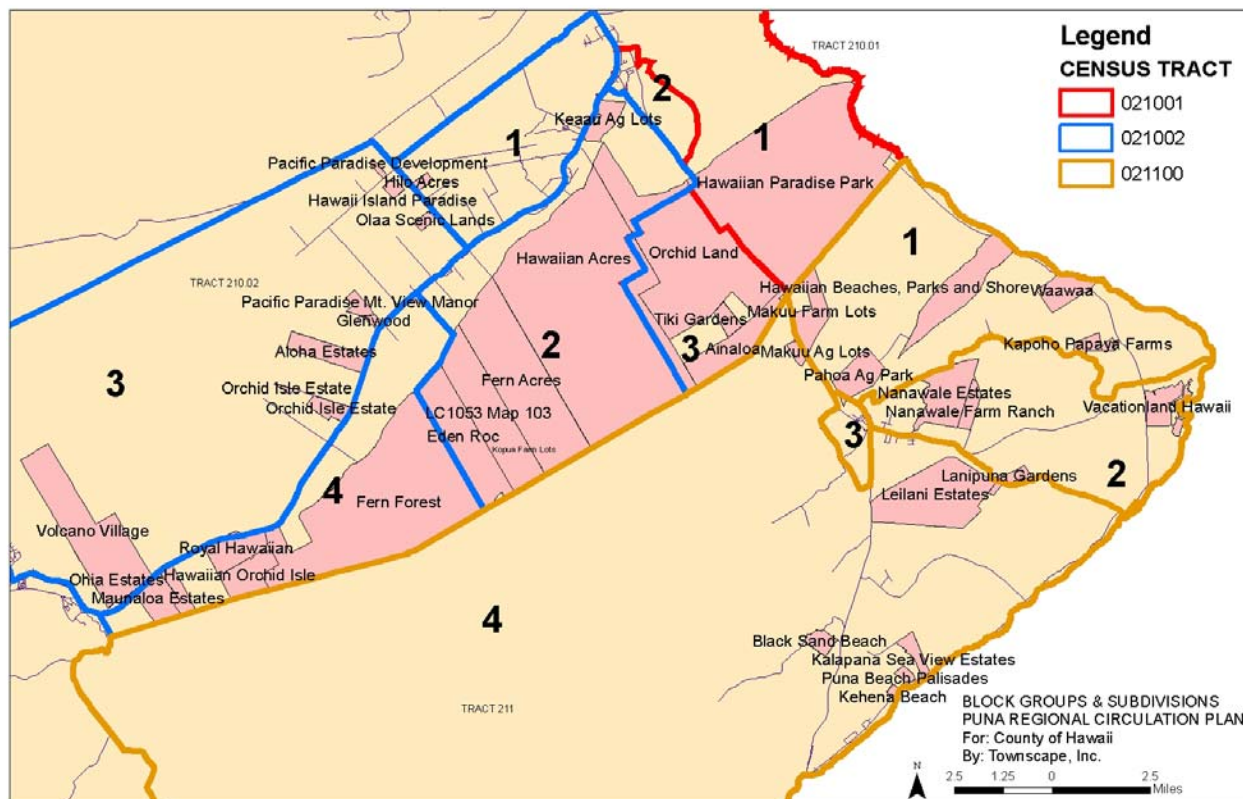 TRACT 210.01
Legend
CENSUS TRACT
021001
021002
021100
2
Keaau Ag Lots
1
1
Pacific Paradise Development
Hilo Acres
Hawaiian Paradise Park
Hawaii Island Paradise
Olaa Scenic Lands
1
Hawaiian Acres
Orchid Land
TRACT 210.02
Hawaiian Beaches, Parks and Shore
Waawaa
Pacific Paradise Mt. View Manor
Makuu Farm Lots
Glenwood
Tiki Gardens
2
3
Ainaloa
Makuu Ag Lots
Kapoho Papaya Farms
Aloha Estates
3
Fern Acres
Pahoa Ag Park
Orchid Isle Estate
Nanawale Estates
Orchid Isle Estate
LC1053 Map 103
Nanawale Farm Ranch
Vacationland Hawaii
Eden Roc
3
Kopua Farm Lots
2
Lanipuna Gardens
4
Fern Forest
Leilani Estates
Volcano Village
Royal Hawaiian
Hawaiian Orchid Isle
Ohia Estates
Maunaloa Estates
4
Black Sand Beach
Kalapana Sea View Estates
Puna Beach Palisades
Kehena Beach
TRACT 211
BLOCK GROUPS & SUBDIVISIONS
PUNA REGIONAL CIRCULATION PLAN
For: County of Hawaii
By: Townscape, Inc.
N
2.5 1.25 0 2.5
Miles